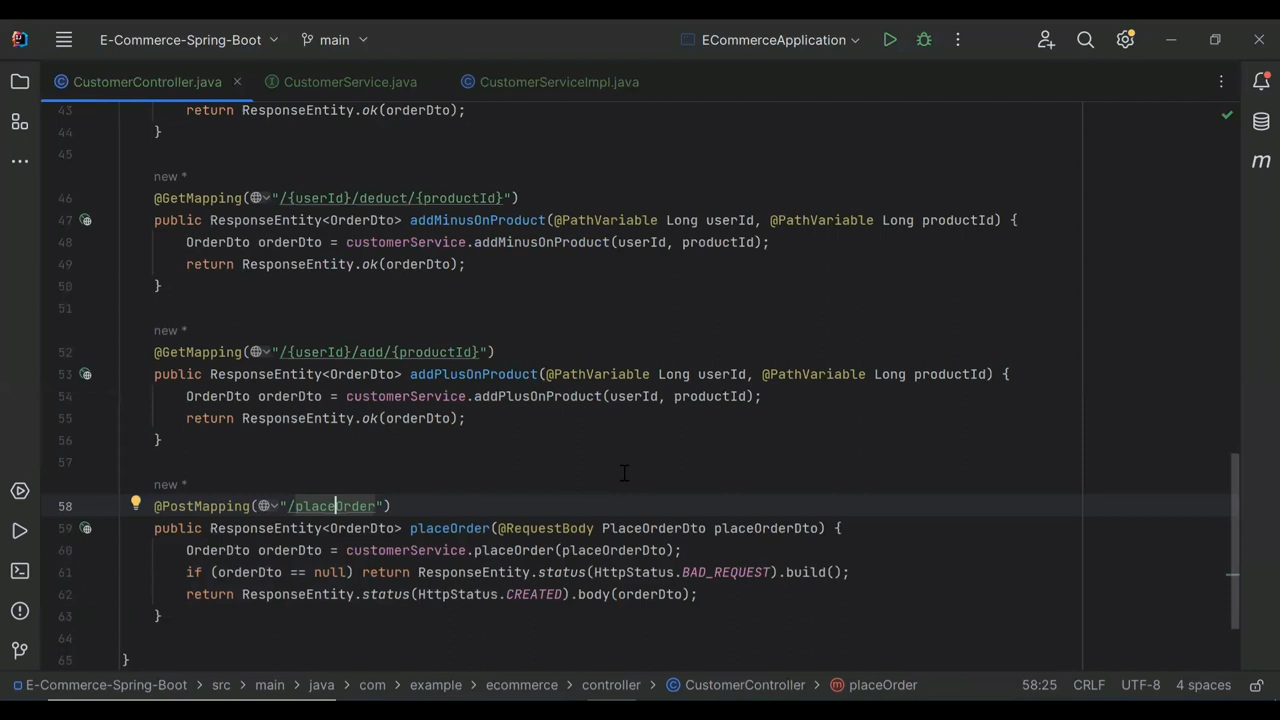 E-Commerce-Spring-Boot main ECommerceApplication
CustomerController.java CustomerService.java CustomerServiceImpl.java
43 return ResponseEntity.ok(orderDto);
44 }
45
new *
46 @GetMapping("/{userId}/deduct/{productId}")
47 public ResponseEntity<OrderDto> addMinusOnProduct(@PathVariable Long userId, @PathVariable Long productId) {
48 OrderDto orderDto = customerService.addMinusOnProduct(userId, productId);
49 return ResponseEntity.ok(orderDto);
50 }
51
new *
52 @GetMapping("/{userId}/add/{productId}")
53 public ResponseEntity<OrderDto> addPlusOnProduct(@PathVariable Long userId, @PathVariable Long productId) {
54 OrderDto orderDto = customerService.addPlusOnProduct(userId, productId);
55 return ResponseEntity.ok(orderDto);
56 }
57
new *
58 @PostMapping("/placeOrder")
59 public ResponseEntity<OrderDto> placeOrder(@RequestBody PlaceOrderDto placeOrderDto) {
60 OrderDto orderDto = customerService.placeOrder(placeOrderDto);
61 if (orderDto == null) return ResponseEntity.status(HttpStatus.BAD_REQUEST).build();
62 return ResponseEntity.status(HttpStatus.CREATED).body(orderDto);
63 }
64
65 }
E-Commerce-Spring-Boot > src > main > java > com > example > ecommerce > controller > CustomerController > placeOrder 58:25 CRLF UTF-8 4 spaces